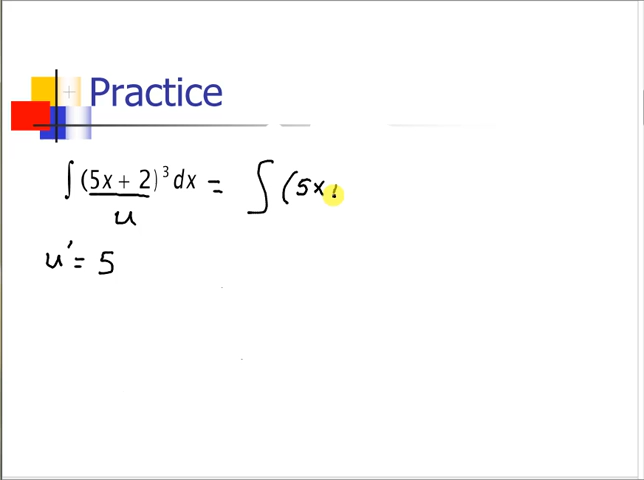 Practice
∫ (5x + 2)³ dx = ∫ (5x
u
u' = 5